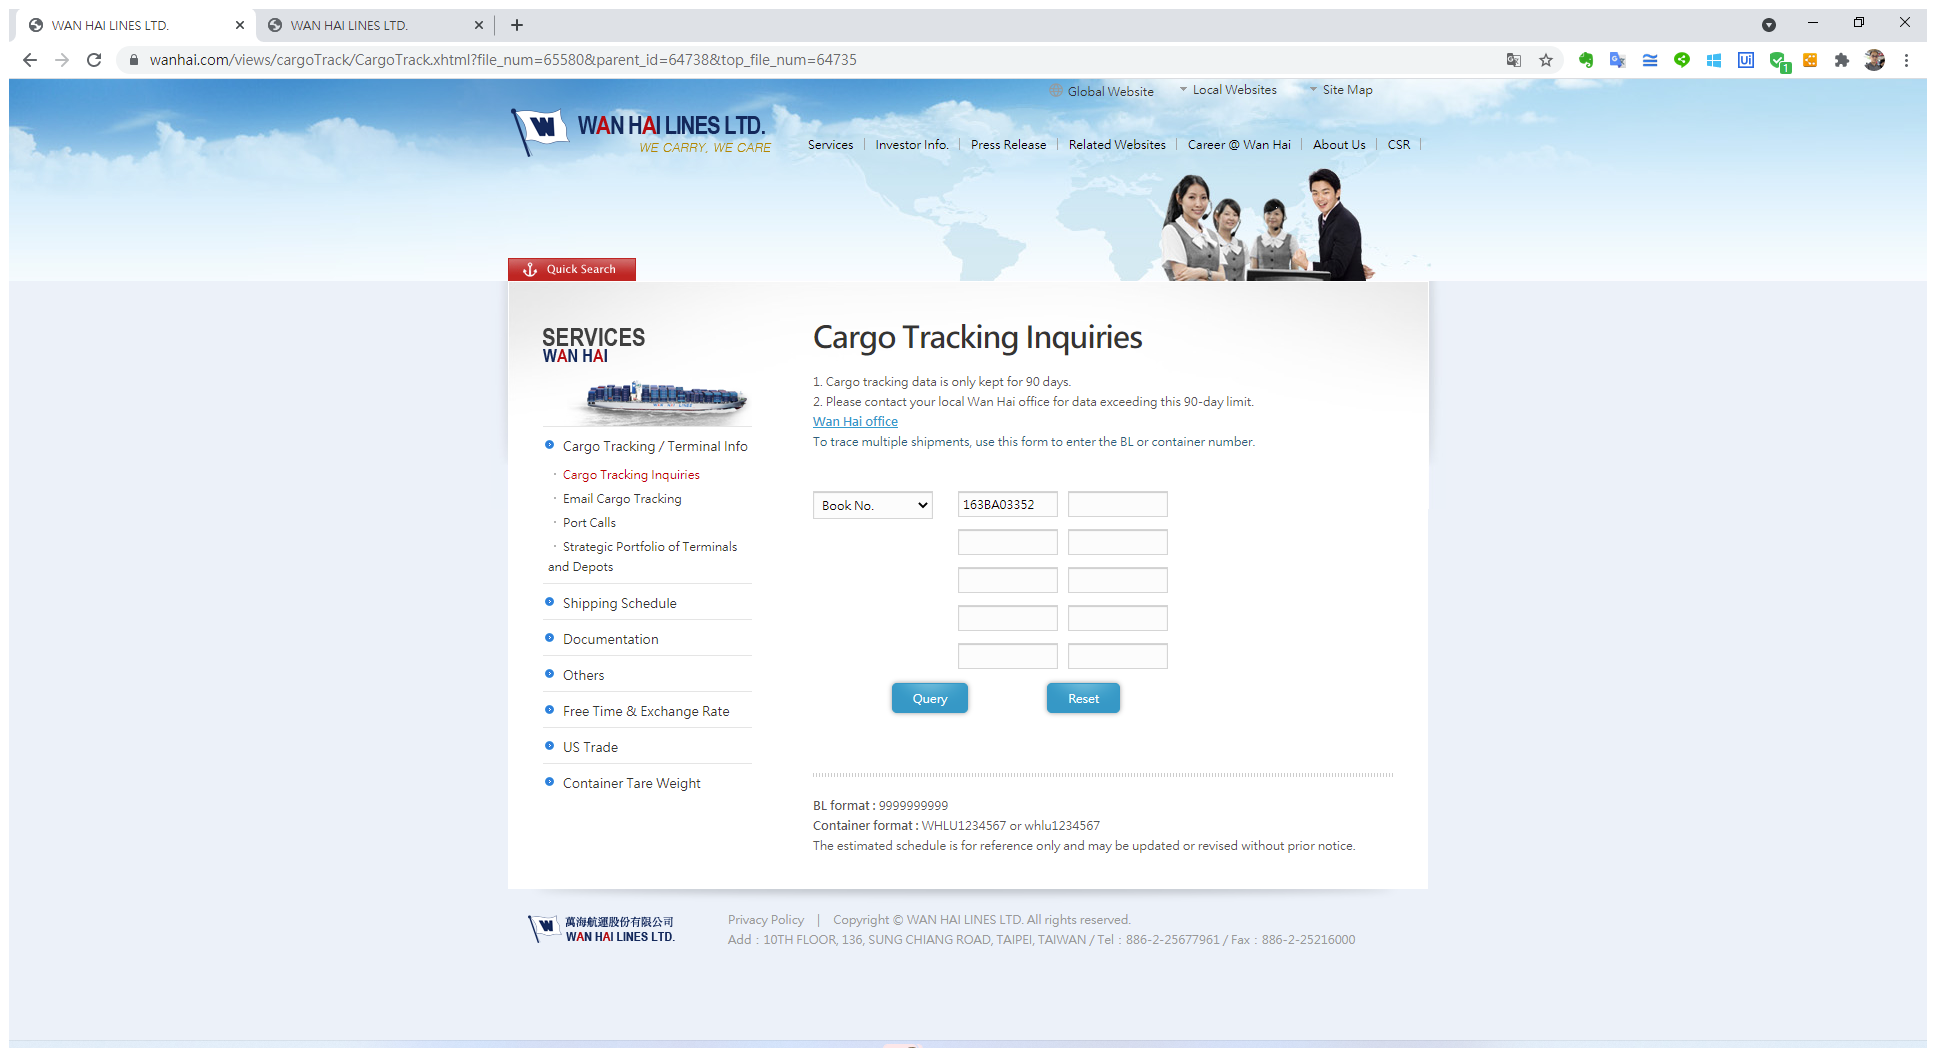 WAN HAI LINES LTD.
WAN HAI LINES LTD.
wanhai.com/views/cargoTrack/CargoTrack.xhtml?file_num=65580&parent_id=64738&top_file_num=64735
1
Global Website
Local Websites
Site Map
W WAN HAI LINES LTD.
WE CARRY, WE CARE
Services
Investor Info.
Press Release
Related Websites
Career @ Wan Hai
About Us
CSR
Quick Search
SERVICES
WAN HAI
WAN HAI LINES
Cargo Tracking / Terminal Info
Cargo Tracking Inquiries
Email Cargo Tracking
Port Calls
Strategic Portfolio of Terminals
and Depots
Shipping Schedule
Documentation
Others
Free Time & Exchange Rate
US Trade
Container Tare Weight
Cargo Tracking Inquiries
1. Cargo tracking data is only kept for 90 days.
2. Please contact your local Wan Hai office for data exceeding this 90-day limit.
Wan Hai office
To trace multiple shipments, use this form to enter the BL or container number.
Book No.
163BA03352
Query
Reset
BL format : 9999999999
Container format : WHLU1234567 or whlu1234567
The estimated schedule is for reference only and may be updated or revised without prior notice.
W 萬海航運股份有限公司
WAN HAI LINES LTD.
Privacy Policy | Copyright © WAN HAI LINES LTD. All rights reserved.
Add : 10TH FLOOR, 136, SUNG CHIANG ROAD, TAIPEI, TAIWAN / Tel : 886-2-25677961 / Fax : 886-2-25216000